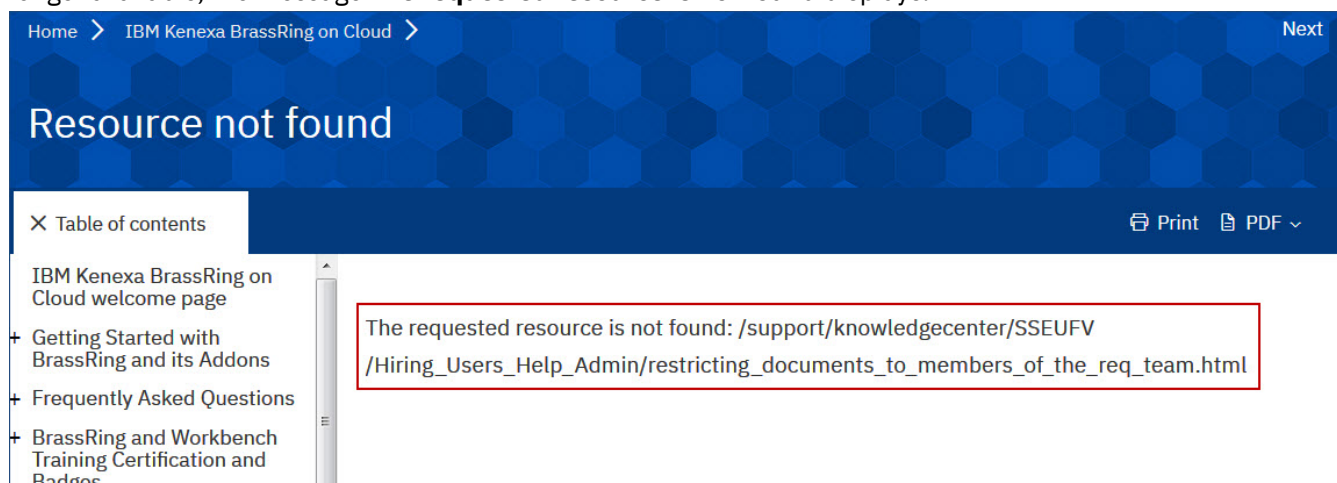 Home > IBM Kenexa BrassRing on Cloud >
Next
Resource not found
X Table of contents
Print PDF
IBM Kenexa BrassRing on
Cloud welcome page
+ Getting Started with
BrassRing and its Addons
+ Frequently Asked Questions
+ BrassRing and Workbench
Training Certification and
Badges
The requested resource is not found: /support/knowledgecenter/SSEUFV
/Hiring_Users_Help_Admin/restricting_documents_to_members_of_the_req_team.html